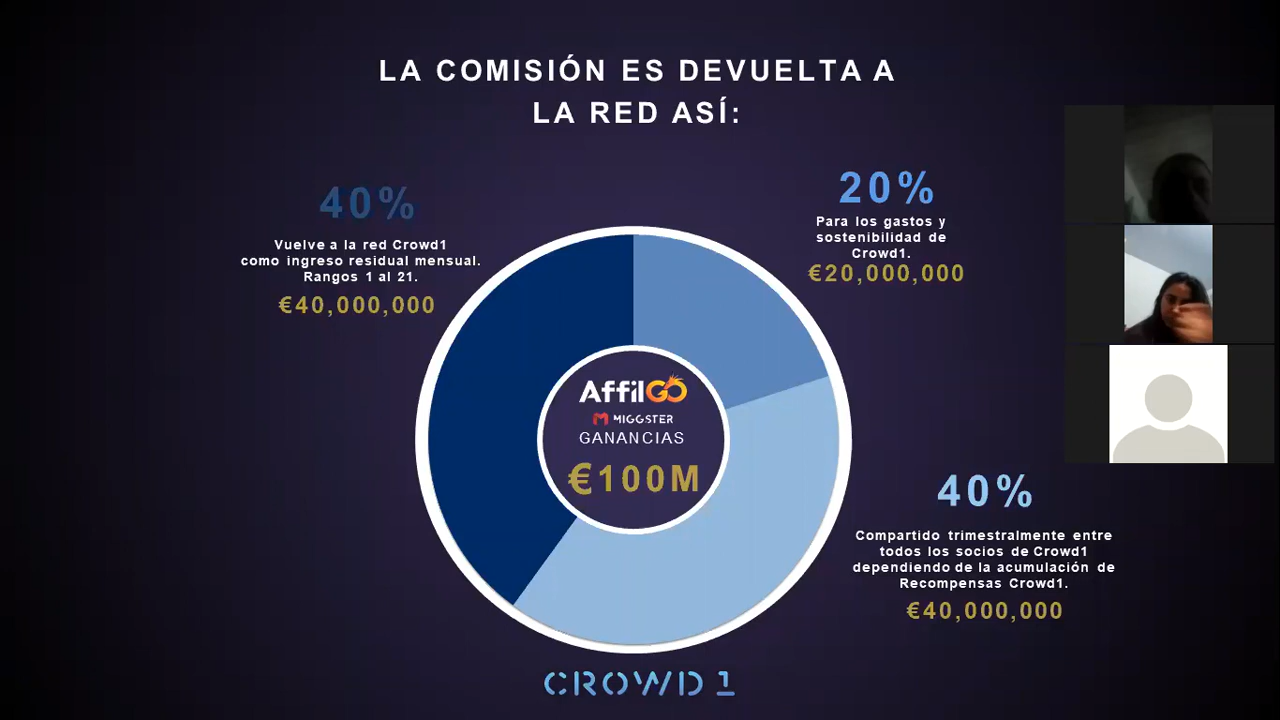 LA COMISIÓN ES DEVUELTA A
LA RED ASÍ:
40%
Vuelve a la red Crowd1
como ingreso residual mensual.
Rangos 1 al 21.
€40,000,000
20%
Para los gastos y
sostenibilidad de
Crowd1.
€20,000,000
AffilGO
MIGGSTER
GANANCIAS
€100M
40%
Compartido trimestralmente entre
todos los socios de Crowd1
dependiendo de la acumulación de
Recompensas Crowd1.
€40,000,000
CROWD 1